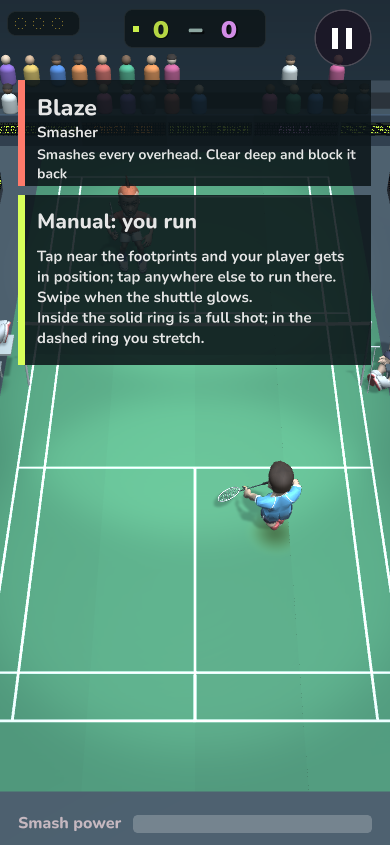 0 – 0
Blaze
Smasher
Smashes every overhead. Clear deep and block it
back
Manual: you run
Tap near the footprints and your player gets
in position; tap anywhere else to run there.
Swipe when the shuttle glows.
Inside the solid ring is a full shot; in the
dashed ring you stretch.
Smash power